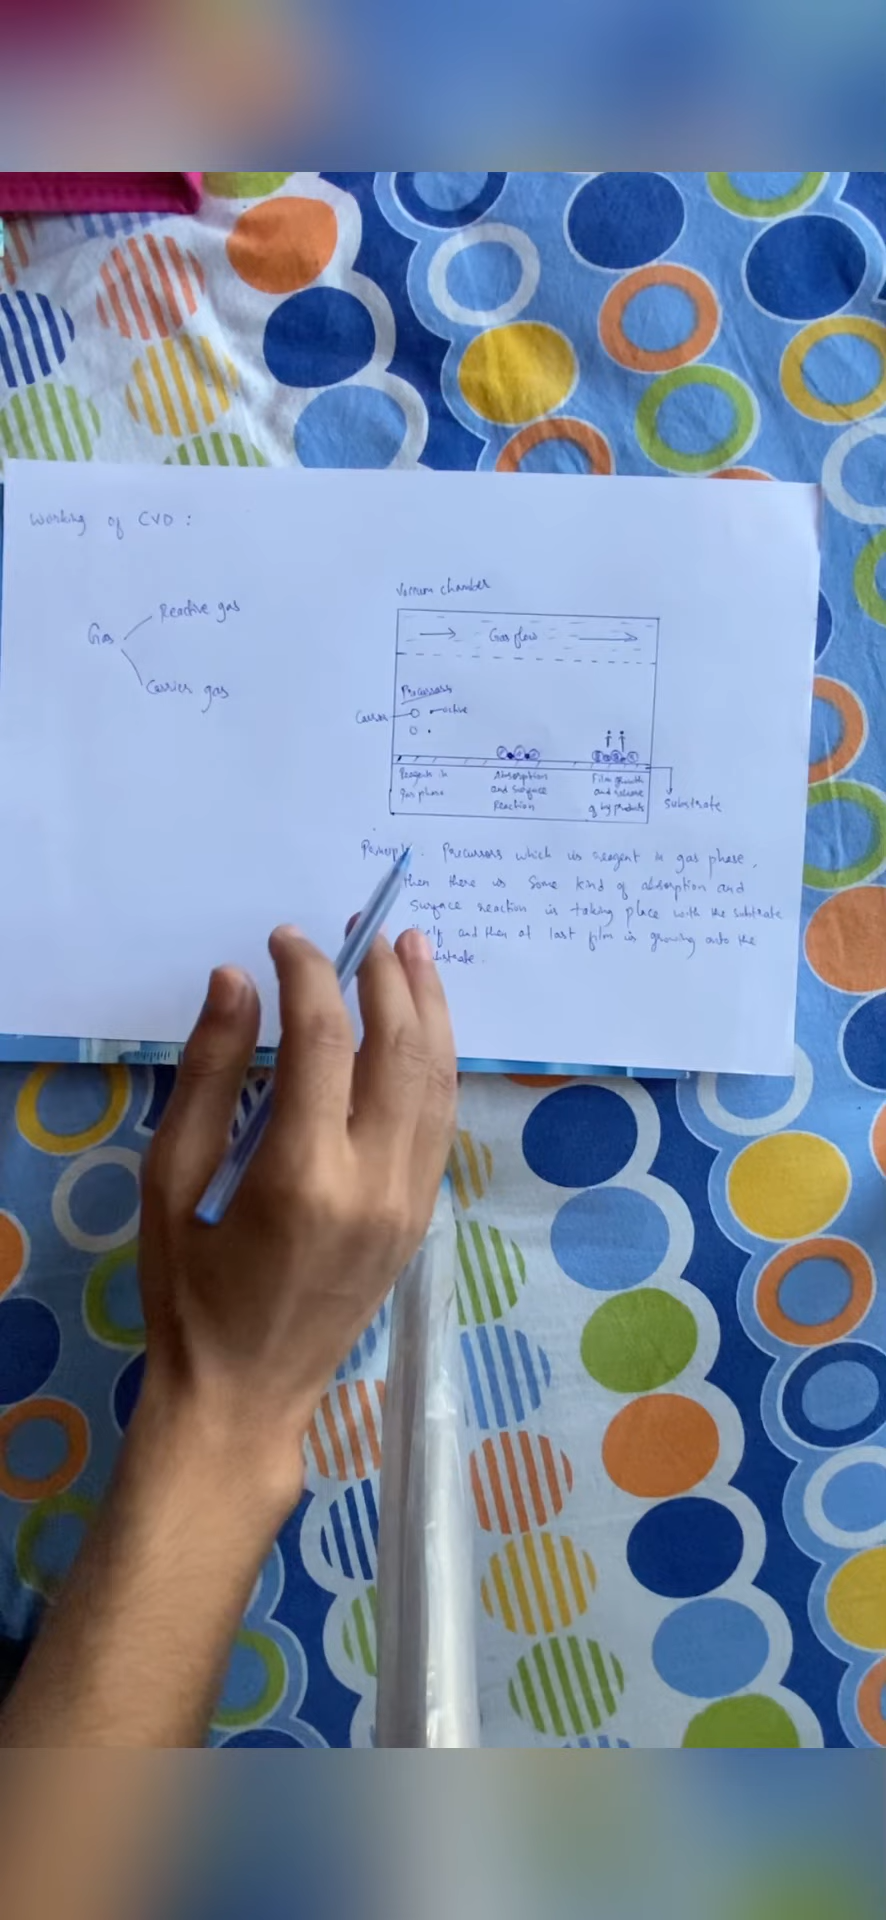 Working of CVD :
Gas
Reactive gas
Carrier gas
chamber
Gas flow
Precursors
active
Reagent in
gas phase
Absorption
and surface
Reaction
Film growth
and release
of by products
Substrate
Precursors which is reagent in gas phase,
then there is some kind of absorption and
surface reaction is taking place with the substrate
and then at last film is growing onto the